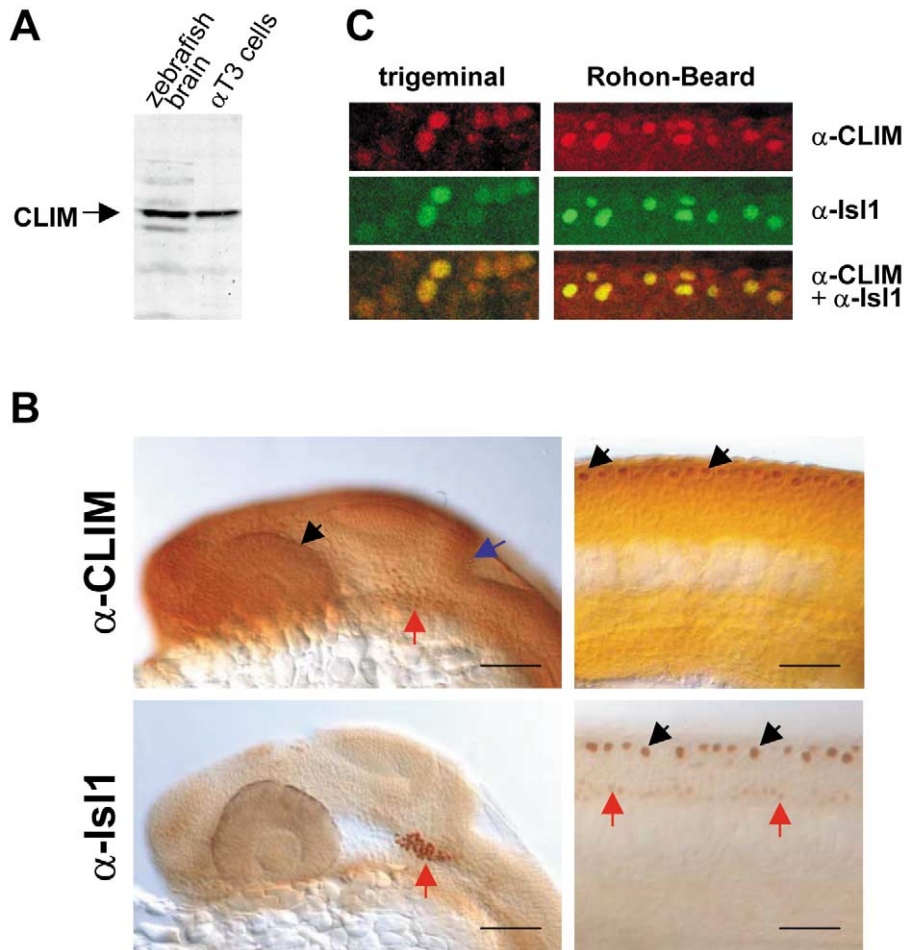 A
zebrafish
brain
αT3 cells
CLIM
C
trigeminal
Rohon-Beard
α-CLIM
α-Isl1
α-CLIM
+ α-Isl1
B
α-CLIM
α-Isl1